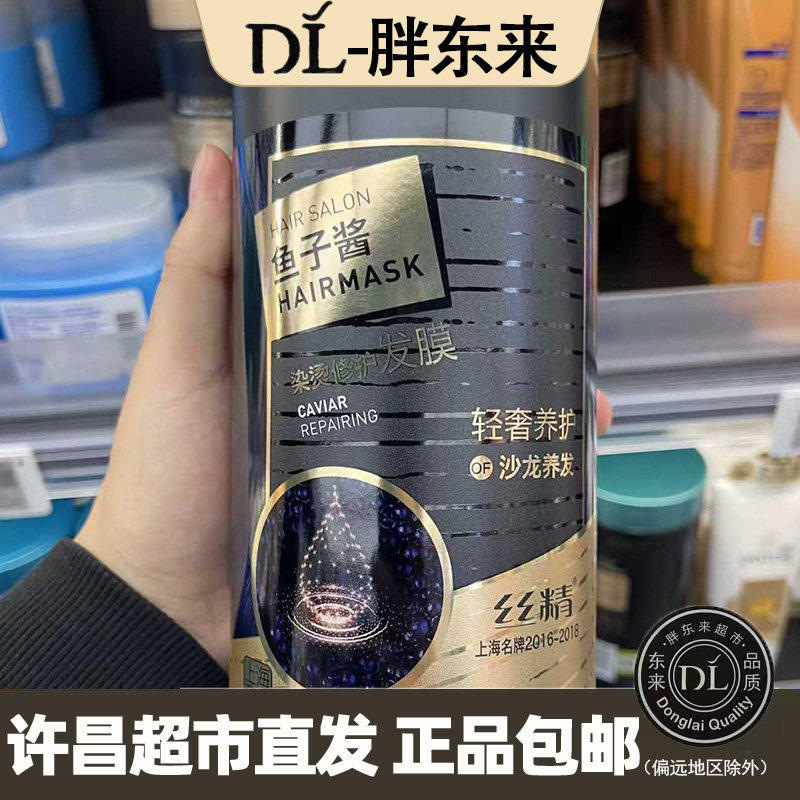 DL-胖东来
HAIR SALON
鱼子酱
HAIRMASK
染烫修护发膜
CAVIAR
REPAIRING
轻奢养护
OF 沙龙养发
丝精®
上海名牌2016-2018
上海
·胖东来超市·
东来
品质
DL
Donglai Quality
许昌超市直发 正品包邮
（偏远地区除外）